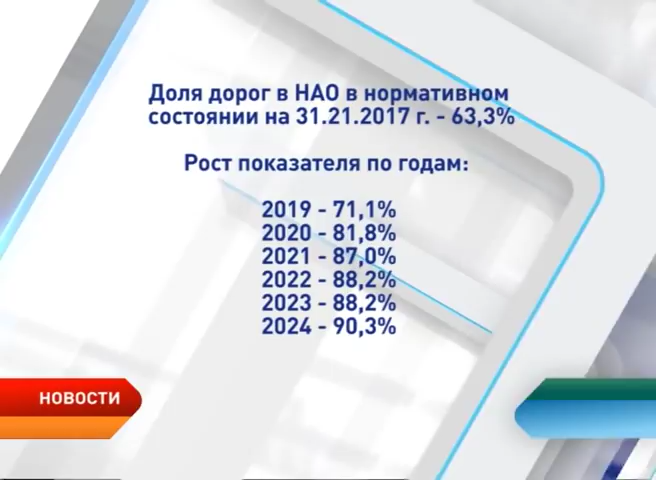 Доля дорог в НАО в нормативном
состоянии на 31.21.2017 г. - 63,3%
Рост показателя по годам:
2019 - 71,1%
2020 - 81,8%
2021 - 87,0%
2022 - 88,2%
2023 - 88,2%
2024 - 90,3%
НОВОСТИ